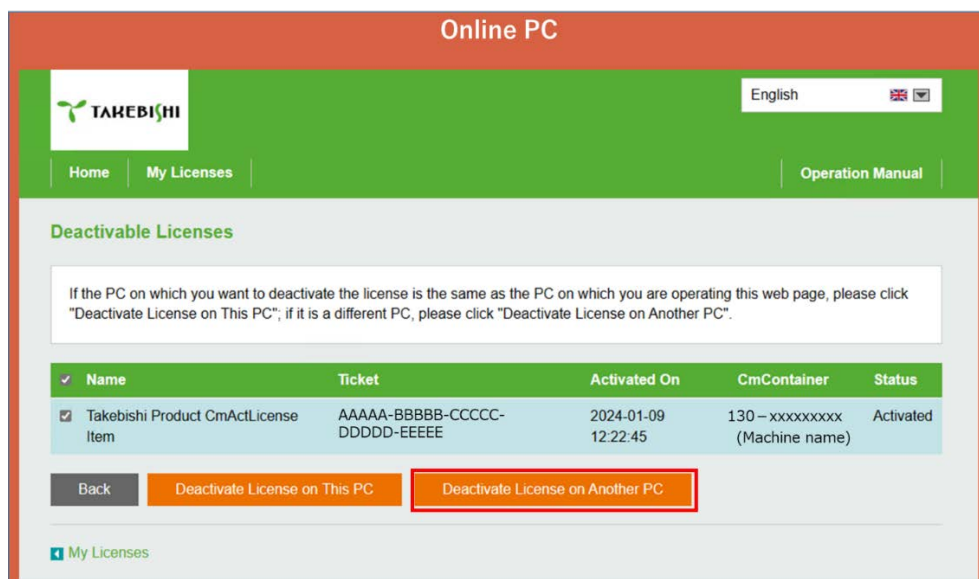 Online PC
TAKEBISHI
English
Home
My Licenses
Operation Manual
Deactivable Licenses
If the PC on which you want to deactivate the license is the same as the PC on which you are operating this web page, please click
"Deactivate License on This PC"; if it is a different PC, please click "Deactivate License on Another PC".
Name Ticket Activated On CmContainer Status
Takebishi Product CmActLicense AAAAA-BBBBB-CCCCC- 2024-01-09 130－xxxxxxxxx Activated
Item DDDDD-EEEEE 12:22:45 (Machine name)
Back Deactivate License on This PC Deactivate License on Another PC
My Licenses